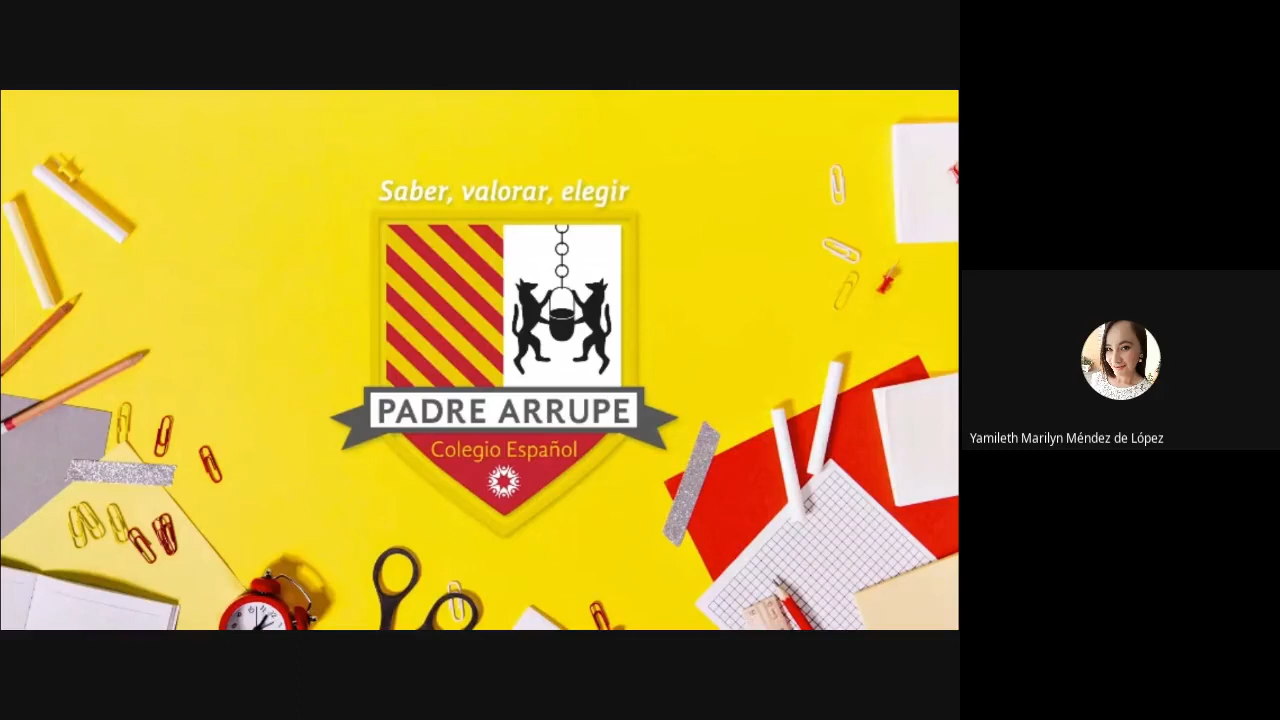 Saber, valorar, elegir
PADRE ARRUPE
Colegio Español
Yamileth Marilyn Méndez de López